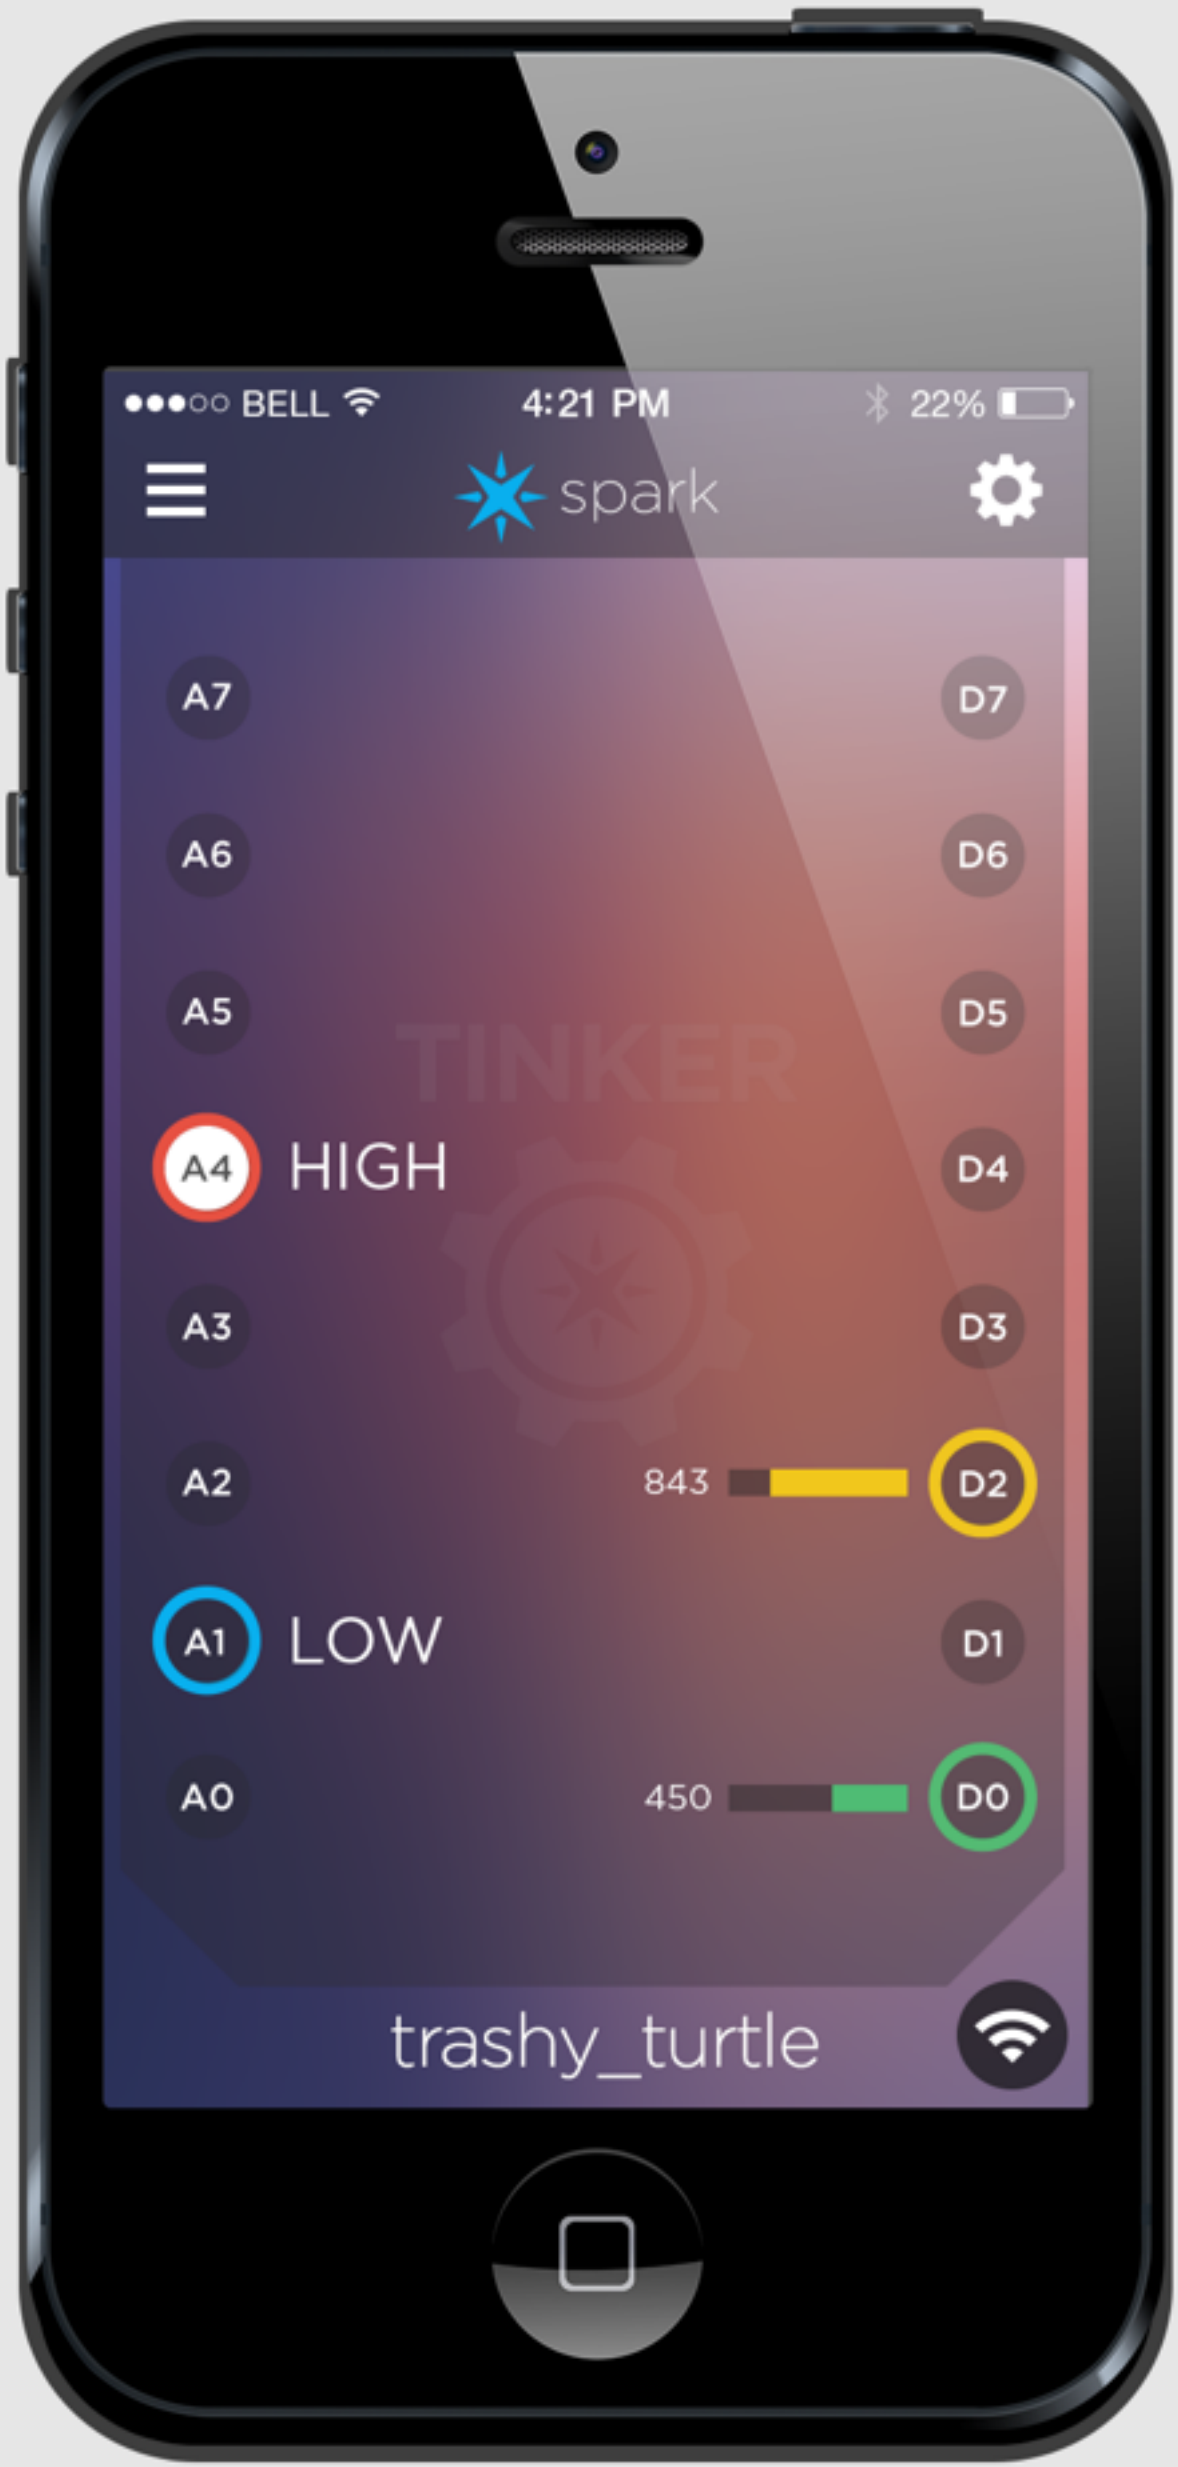 BELL 4:21 PM 22%
spark
A7 D7
A6 D6
A5 D5
TINKER
A4 HIGH D4
A3 D3
A2 843 D2
A1 LOW D1
A0 450 D0
trashy_turtle